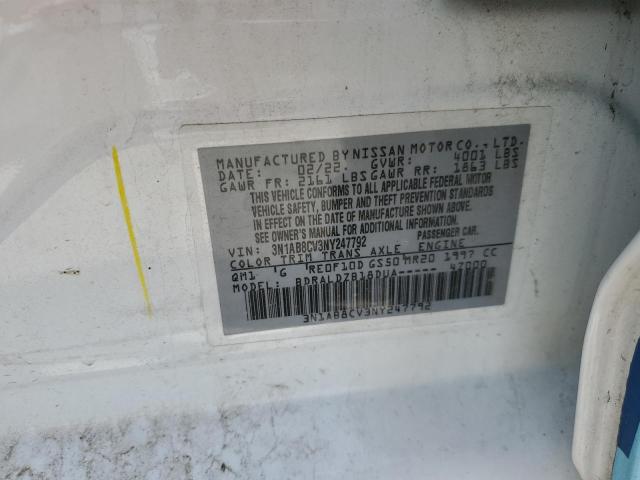 MANUFACTURED BY NISSAN MOTOR CO., LTD.
DATE: 02/22 GVWR: 4001 LBS
GAWR FR: 2161 LBS GAWR RR: 1863 LBS
THIS VEHICLE CONFORMS TO ALL APPLICABLE FEDERAL MOTOR
VEHICLE SAFETY, BUMPER AND THEFT PREVENTION STANDARDS
IN EFFECT ON THE DATE OF MANUFACTURE SHOWN ABOVE.
SEE OWNER'S MANUAL FOR ADDITIONAL INFORMATION.
VIN: 3N1AB8CV3NY247792 PASSENGER CAR.
COLOR TRIM TRANS AXLE ENGINE
QM1 G RE0F10D GS50 MR20 1997 CC
MODEL: BDRALDZB18DUA----- 47000
3N1AB8CV3NY247792